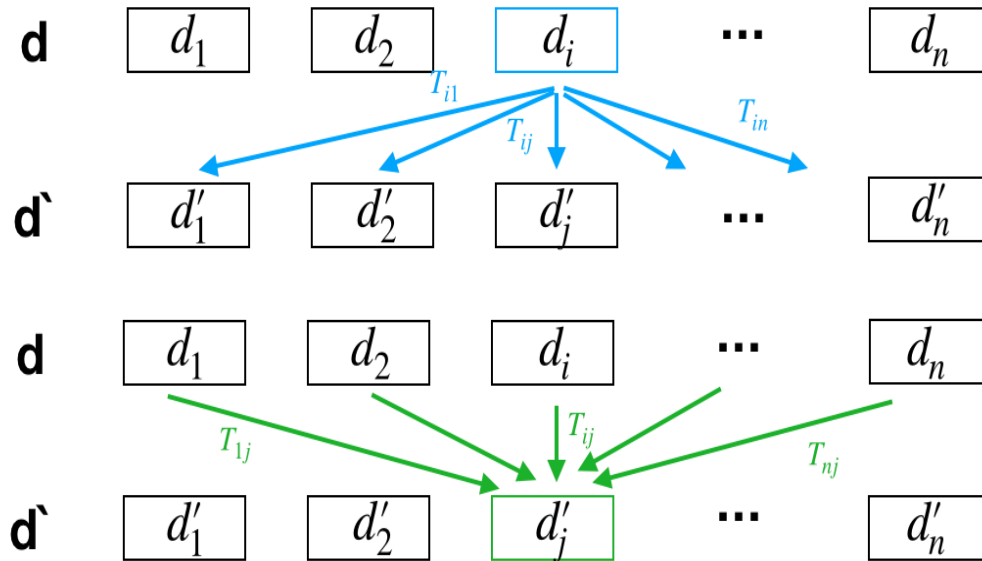 d d₁ d₂ dᵢ ... dₙ
Tᵢ₁ Tᵢⱼ Tᵢₙ
d` d′₁ d′₂ d′ⱼ ... d′ₙ
d d₁ d₂ dᵢ ... dₙ
T₁ⱼ Tᵢⱼ Tₙⱼ
d` d′₁ d′₂ d′ⱼ ... d′ₙ